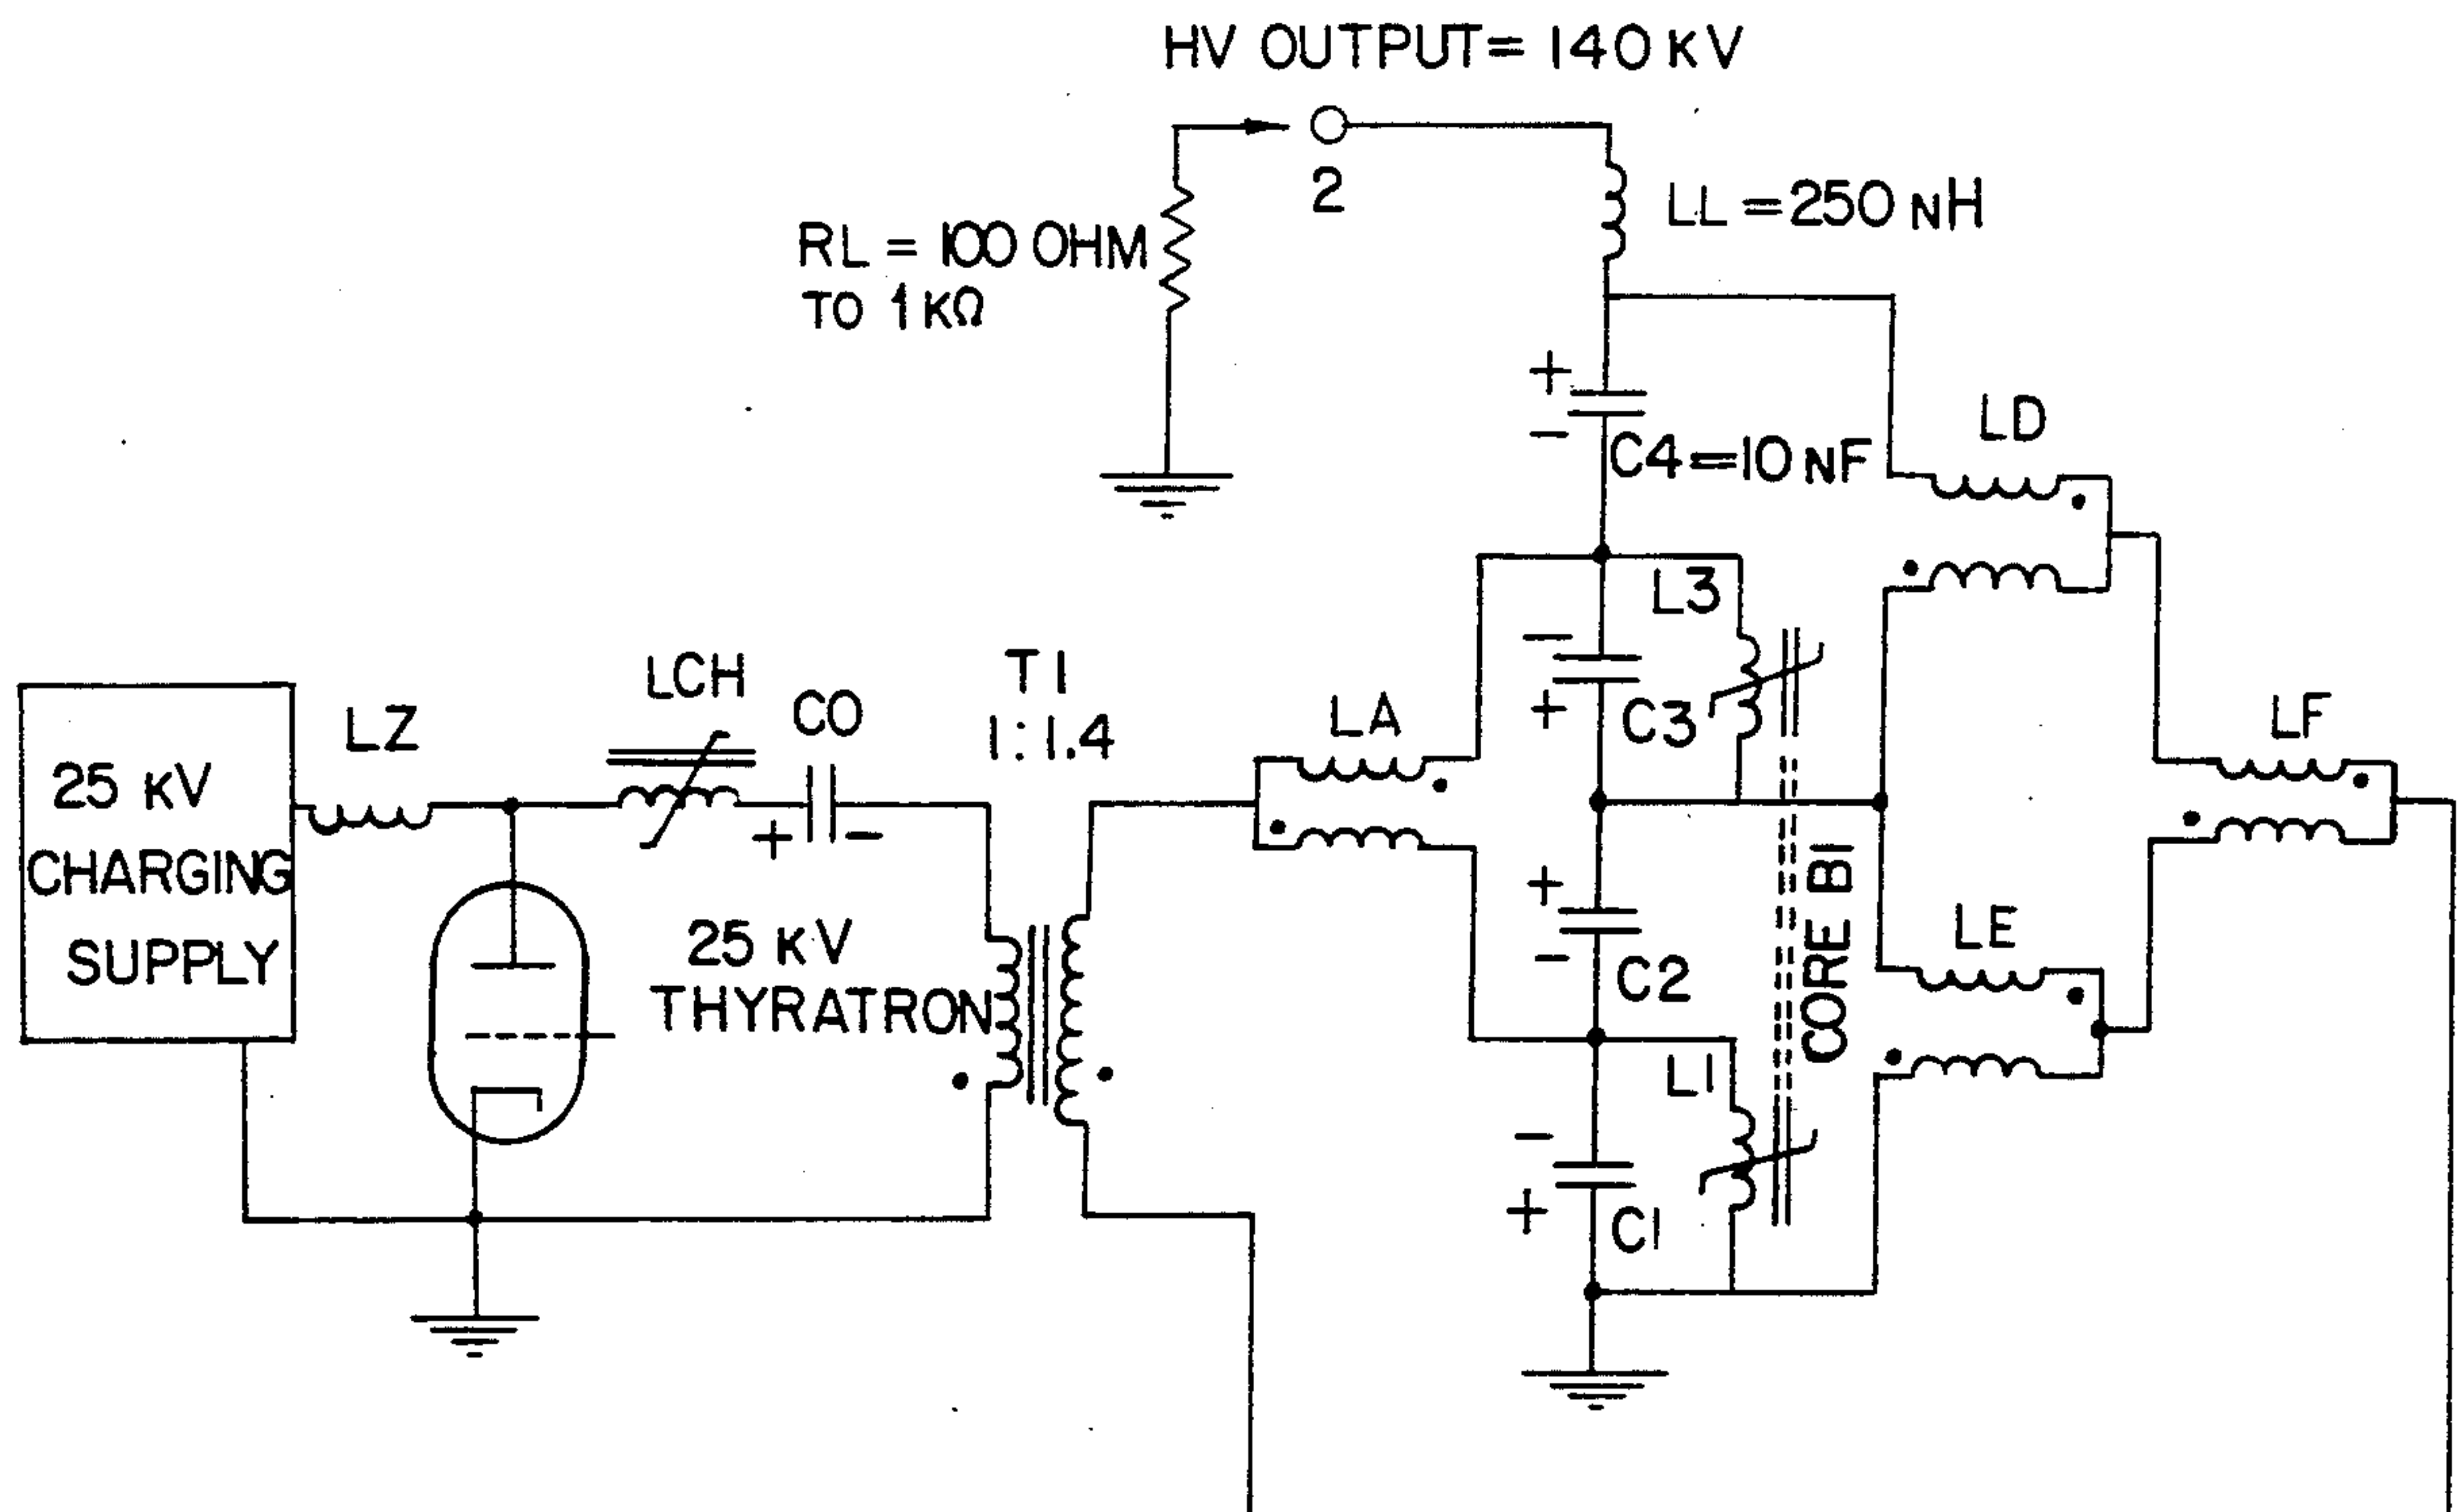 HV OUTPUT= 140 KV
2
LL =250 NH
RL = 100 OHM
TO 1KΩ
+
−
C4=10 NF
LD
L3
−
+
C3
LCH
CO
T1
1:1.4
LA
LF
LZ
25 KV
CHARGING
SUPPLY
+ −
25 KV
THYRATRON
+
−
C2
CORE B1
LE
L1
−
+
C1